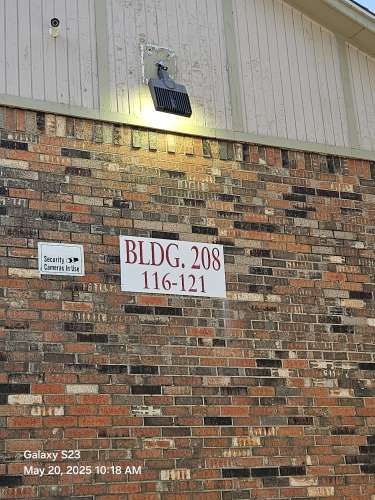 Security
Cameras In Use
BLDG. 208
116-121
Galaxy S23
May 20, 2025 10:18 AM